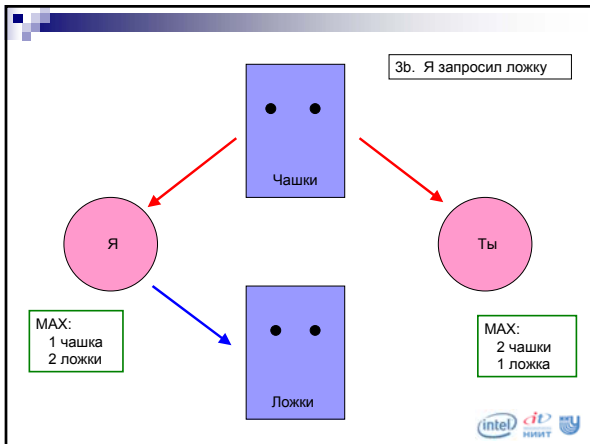 3b. Я запросил ложку
Чашки
Я
Ты
MAX:
1 чашка
2 ложки
MAX:
2 чашки
1 ложка
Ложки
intel
it
НИИТ